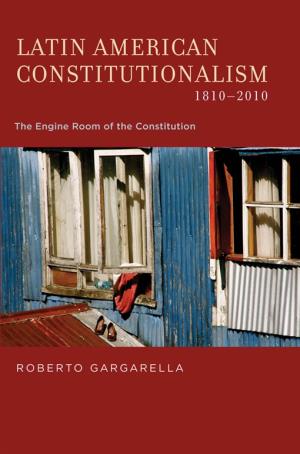 LATIN AMERICAN
CONSTITUTIONALISM
1810–2010
The Engine Room of the Constitution
ROBERTO GARGARELLA